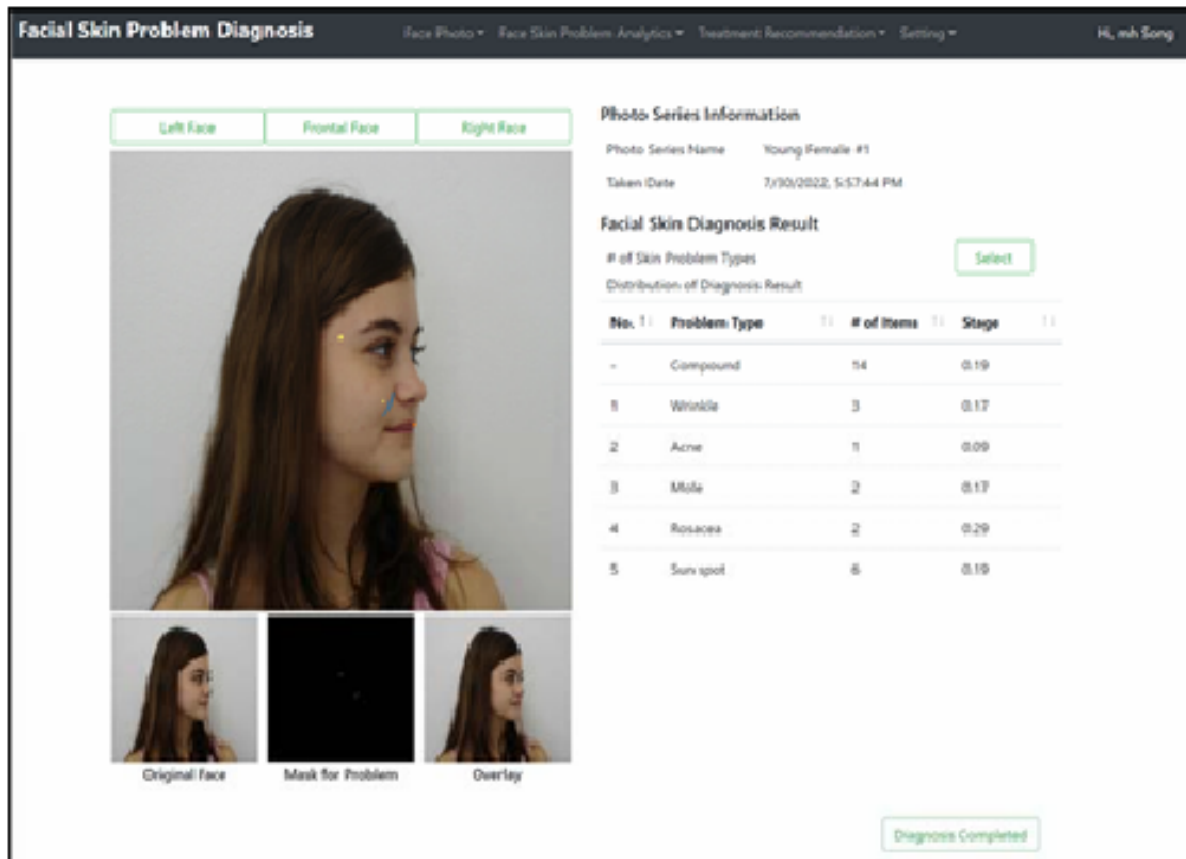 Facial Skin Problem Diagnosis Face Photo Face Skin Problem Analytics Treatment Recommendation Setting Hi, mh Song
Left Face Frontal Face Right Face
Original Face Mask for Problem Overlay
Photo Series Information
Photo Series Name Young Female #1
Taken Date 7/30/2022, 5:57:44 PM
Facial Skin Diagnosis Result
# of Skin Problem Types Select
Distribution of Diagnosis Result
No. Problem Type # of Items Stage
- Compound 14 0.19
1 Wrinkle 3 0.17
2 Acne 1 0.09
3 Mole 2 0.17
4 Rosacea 2 0.29
5 Sun spot 6 0.19
Diagnosis Completed